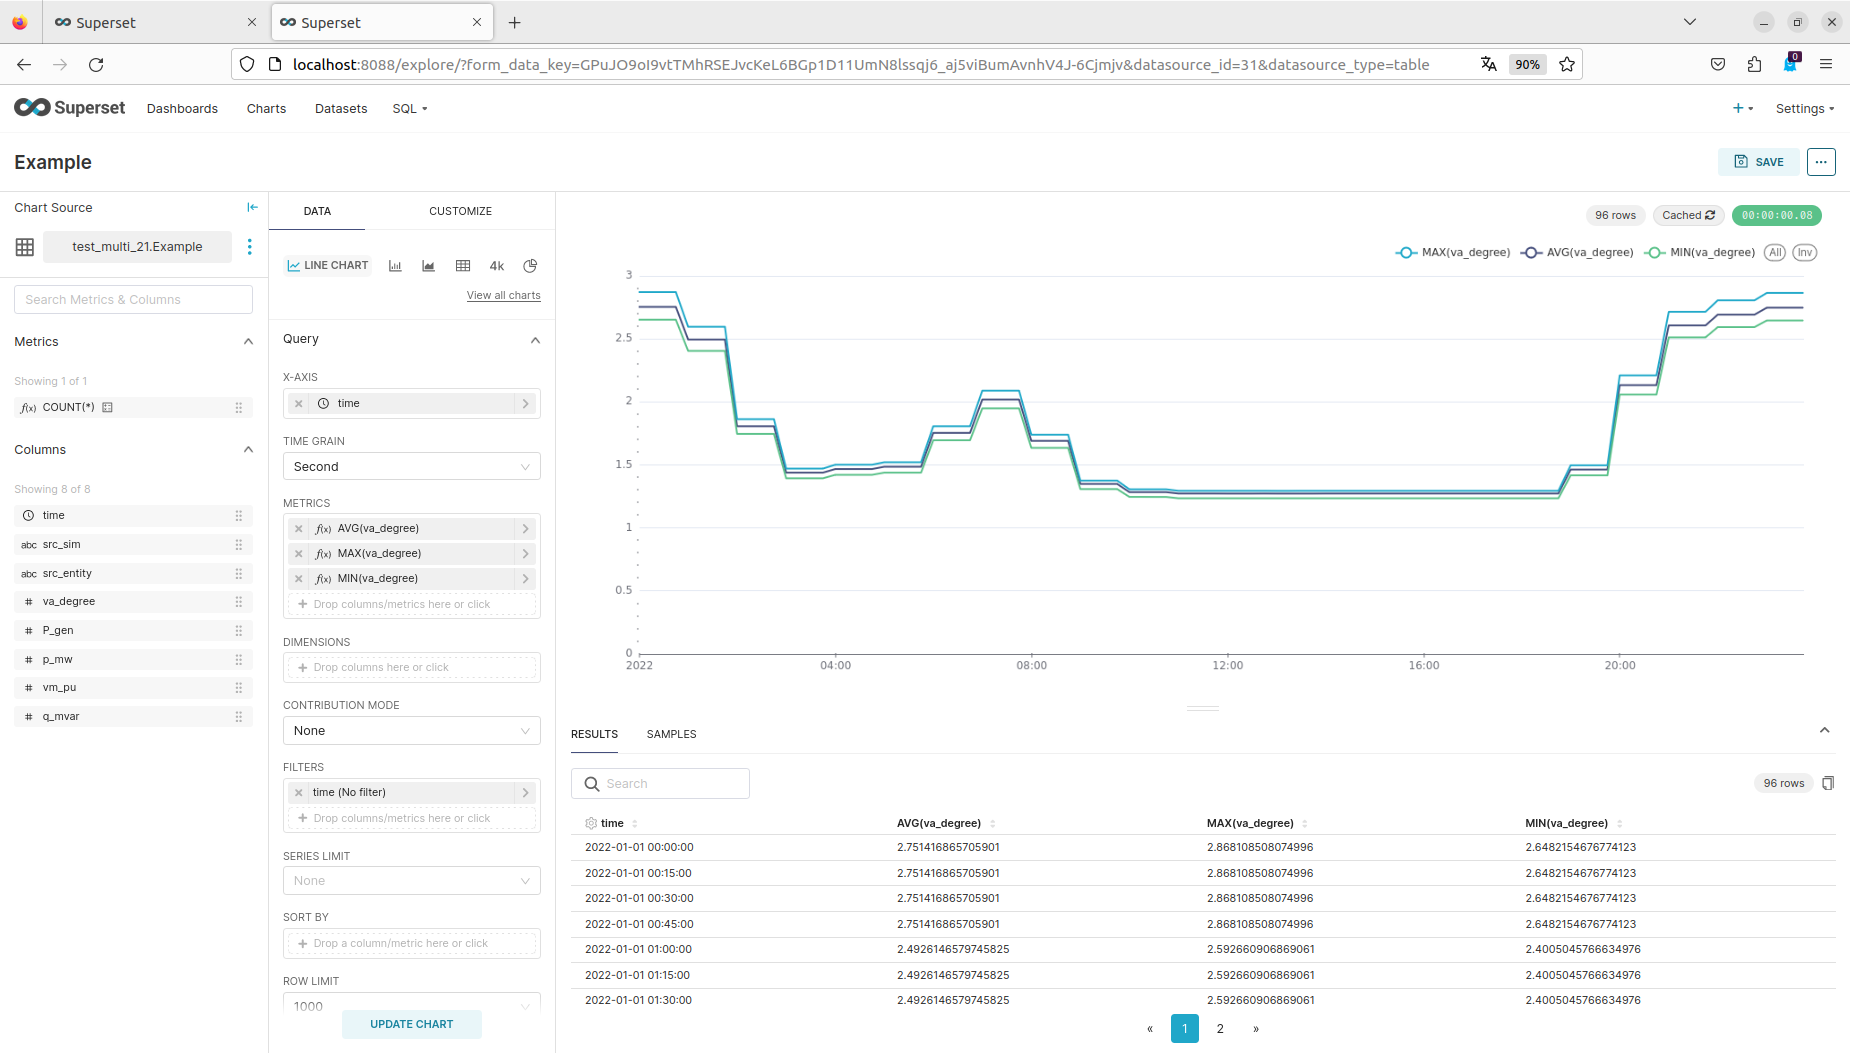 Superset
Superset
localhost:8088/explore/?form_data_key=GPuJO9oI9vtTMhRSEJvcKeL6BGp1D11UmN8lssqj6_aj5viBumAvnhV4J-6Cjmjv&datasource_id=31&datasource_type=table
90%
0
Superset
Dashboards
Charts
Datasets
SQL
Settings
Example
SAVE
Chart Source
test_multi_21.Example
Search Metrics & Columns
Metrics
Showing 1 of 1
f(x) COUNT(*)
Columns
Showing 8 of 8
time
abc src_sim
abc src_entity
# va_degree
# P_gen
# p_mw
# vm_pu
# q_mvar
DATA
CUSTOMIZE
LINE CHART
4k
View all charts
Query
X-AXIS
time
TIME GRAIN
Second
METRICS
f(x) AVG(va_degree)
f(x) MAX(va_degree)
f(x) MIN(va_degree)
+ Drop columns/metrics here or click
DIMENSIONS
+ Drop columns here or click
CONTRIBUTION MODE
None
FILTERS
time (No filter)
+ Drop columns/metrics here or click
SERIES LIMIT
None
SORT BY
+ Drop a column/metric here or click
ROW LIMIT
1000
UPDATE CHART
96 rows
Cached
00:00:00.08
MAX(va_degree) AVG(va_degree) MIN(va_degree) All Inv
3
2.5
2
1.5
1
0.5
0
2022 04:00 08:00 12:00 16:00 20:00
RESULTS SAMPLES
Search
96 rows
time AVG(va_degree) MAX(va_degree) MIN(va_degree)
2022-01-01 00:00:00 2.751416865705901 2.868108508074996 2.6482154676774123
2022-01-01 00:15:00 2.751416865705901 2.868108508074996 2.6482154676774123
2022-01-01 00:30:00 2.751416865705901 2.868108508074996 2.6482154676774123
2022-01-01 00:45:00 2.751416865705901 2.868108508074996 2.6482154676774123
2022-01-01 01:00:00 2.4926146579745825 2.592660906869061 2.4005045766634976
2022-01-01 01:15:00 2.4926146579745825 2.592660906869061 2.4005045766634976
2022-01-01 01:30:00 2.4926146579745825 2.592660906869061 2.4005045766634976
« 1 2 »